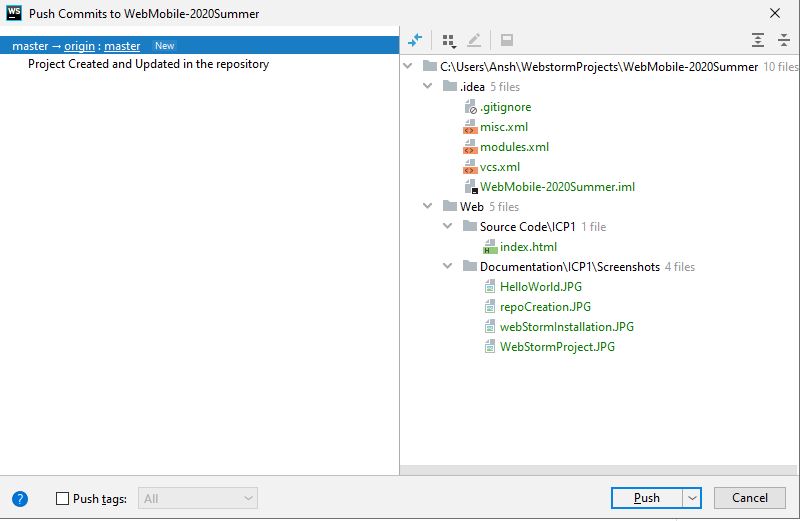 WS Push Commits to WebMobile-2020Summer
master → origin : master New
Project Created and Updated in the repository
C:\Users\Ansh\WebstormProjects\WebMobile-2020Summer 10 files
.idea 5 files
.gitignore
misc.xml
modules.xml
vcs.xml
WebMobile-2020Summer.iml
Web 5 files
Source Code\ICP1 1 file
index.html
Documentation\ICP1\Screenshots 4 files
HelloWorld.JPG
repoCreation.JPG
webStormInstallation.JPG
WebStormProject.JPG
? Push tags: All Push Cancel